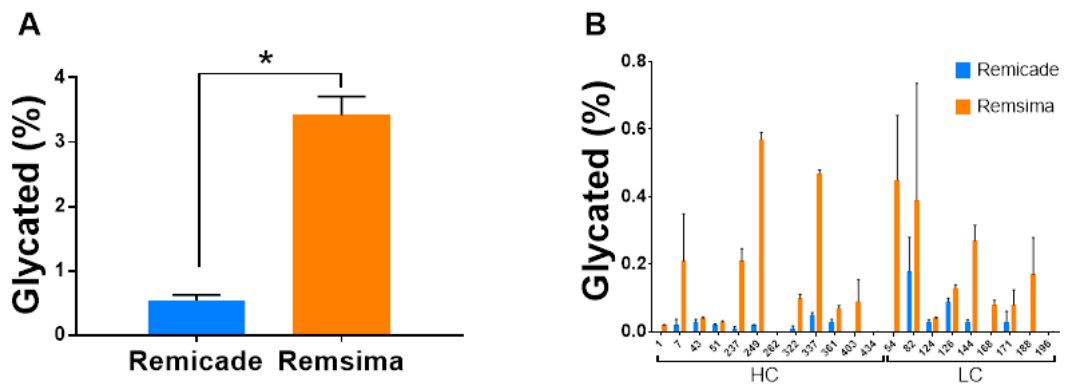 A
Glycated (%)
4
3
2
1
0
*
Remicade Remsima
B
Glycated (%)
0.8
0.6
0.4
0.2
0.0
Remicade
Remsima
1 7 43 51 237 249 262 322 337 361 403 434 54 82 124 126 144 168 171 188 196
HC LC